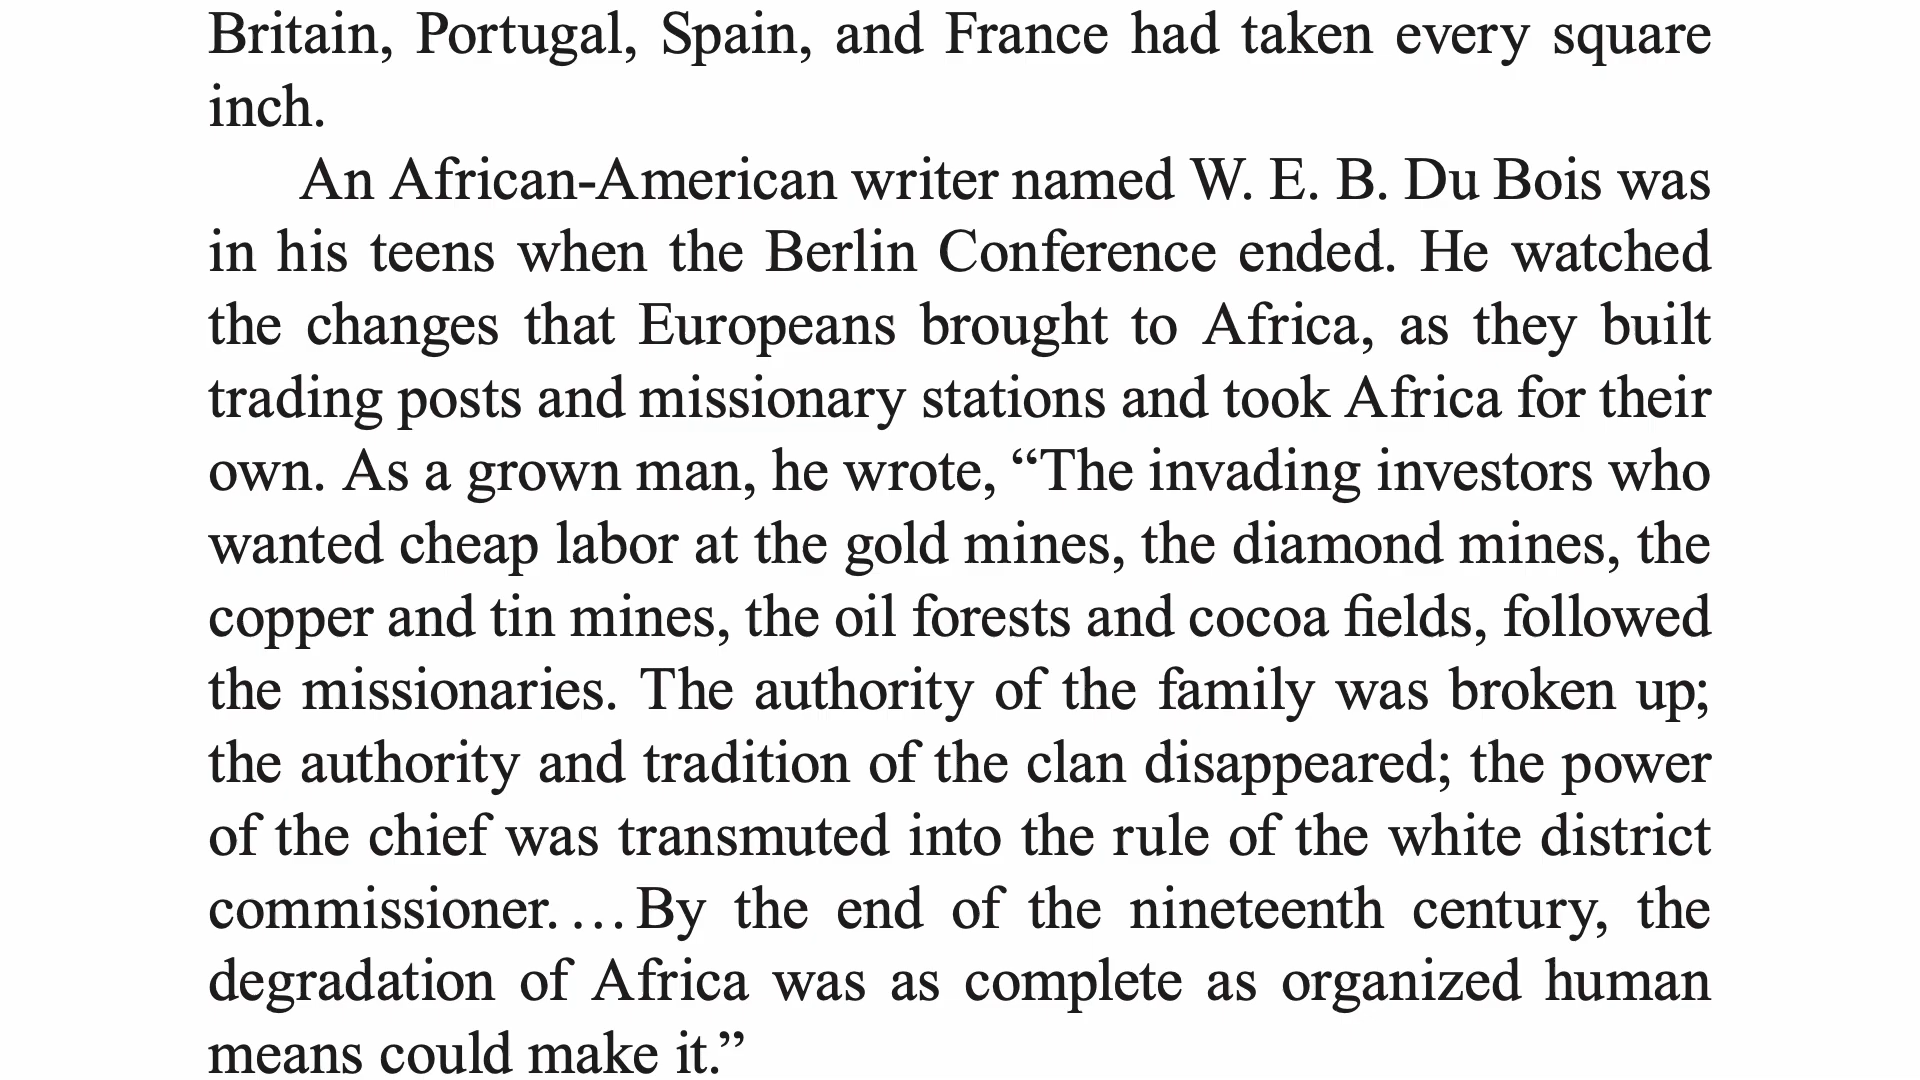 Britain, Portugal, Spain, and France had taken every square
inch.
An African-American writer named W. E. B. Du Bois was
in his teens when the Berlin Conference ended. He watched
the changes that Europeans brought to Africa, as they built
trading posts and missionary stations and took Africa for their
own. As a grown man, he wrote, “The invading investors who
wanted cheap labor at the gold mines, the diamond mines, the
copper and tin mines, the oil forests and cocoa fields, followed
the missionaries. The authority of the family was broken up;
the authority and tradition of the clan disappeared; the power
of the chief was transmuted into the rule of the white district
commissioner. … By the end of the nineteenth century, the
degradation of Africa was as complete as organized human
means could make it.”